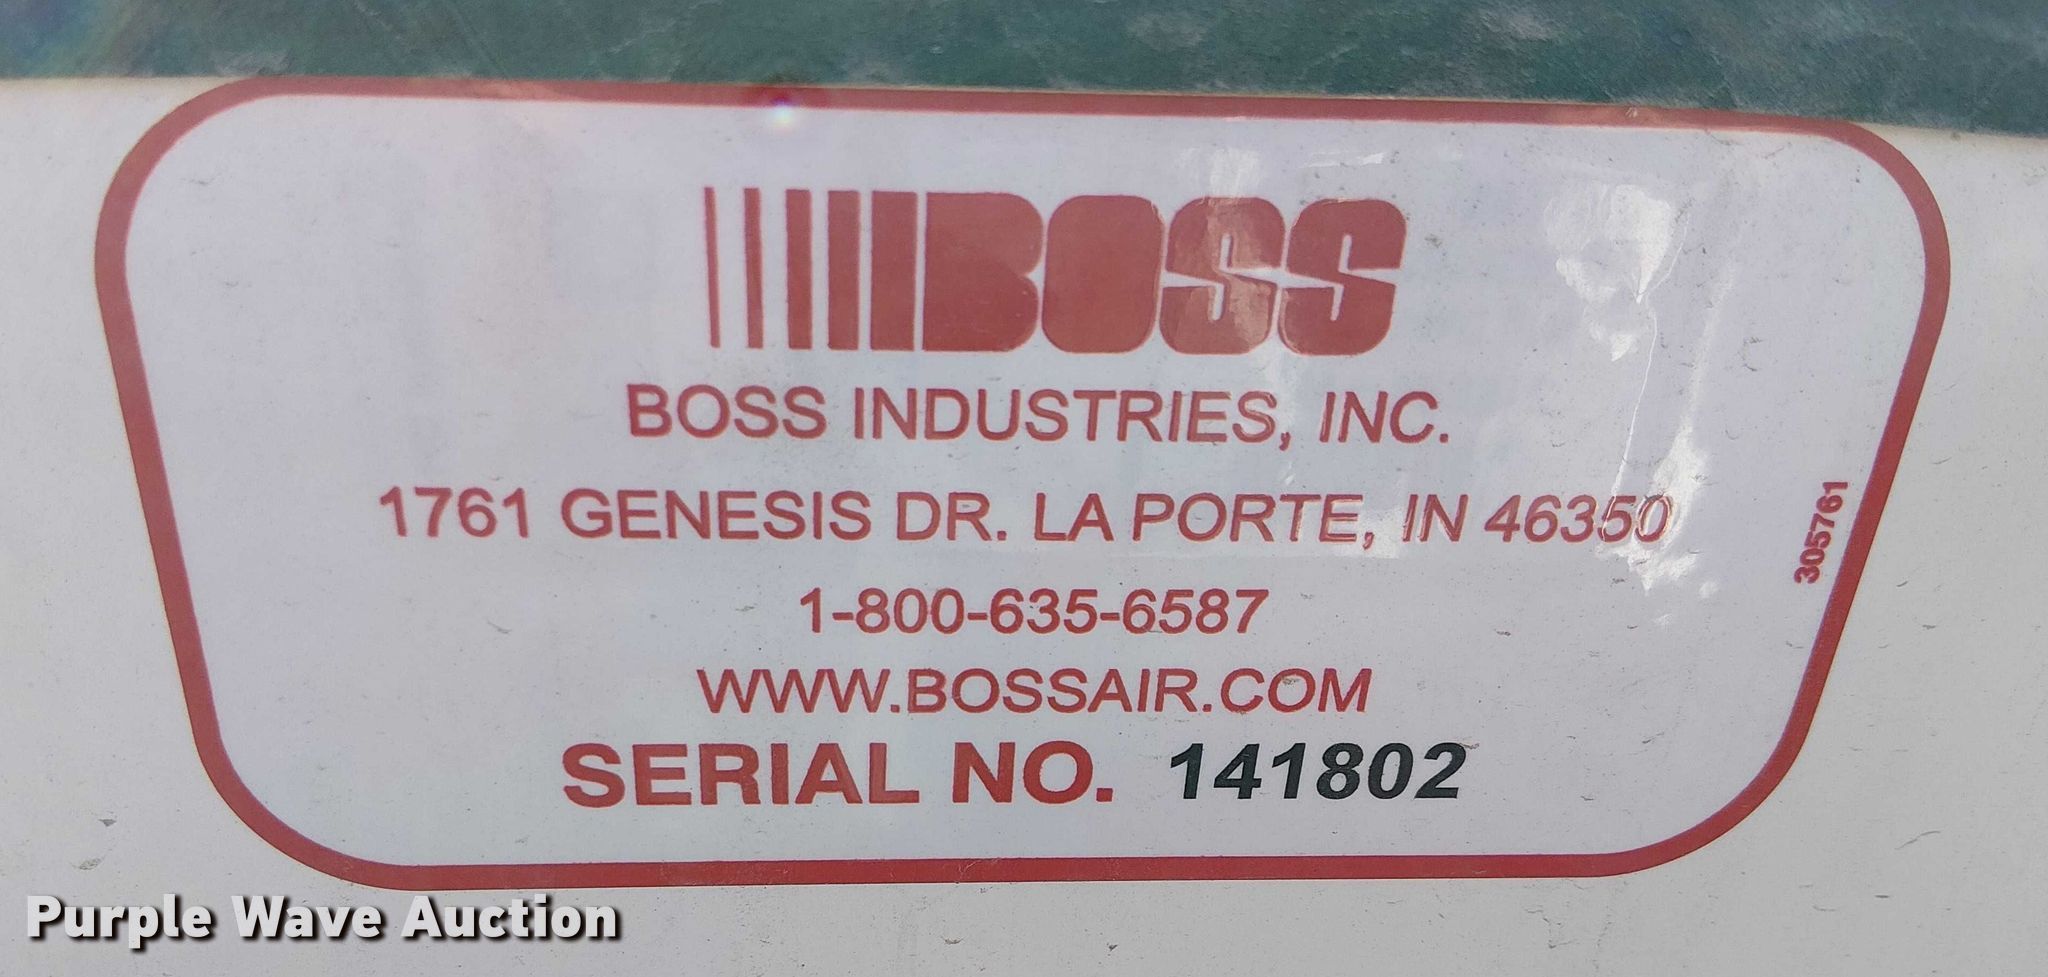 BOSS
BOSS INDUSTRIES, INC.
1761 GENESIS DR. LA PORTE, IN 46350
305761
1-800-635-6587
WWW.BOSSAIR.COM
SERIAL NO. 141802
Purple Wave Auction